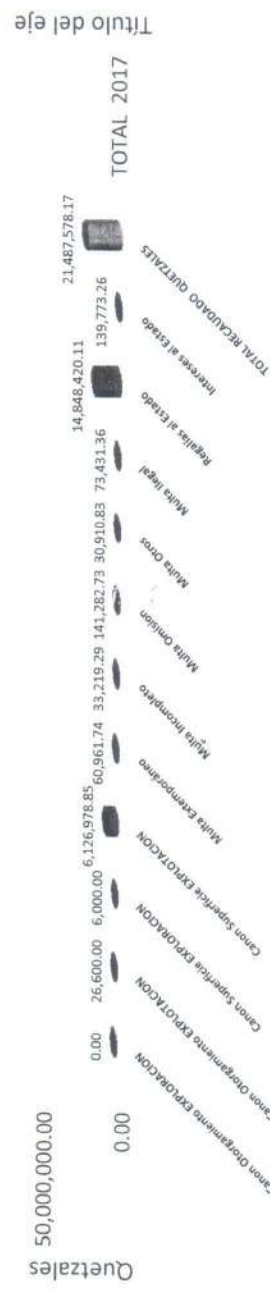 Quetzales
50,000,000.00
0.00
0.00
26,600.00
6,000.00
6,126,978.85
60,961.74
33,219.29
141,282.73
30,910.83
73,431.36
14,848,420.11
139,773.26
21,487,578.17
Canon Otorgamiento EXPLORACION
Canon Otorgamiento EXPLOTACION
Canon Superficie EXPLORACION
Canon Superficie EXPLOTACION
Multa Extemporáneo
Multa Incompleto
Multa Omision
Multa Otros
Multa Ilegal
Regalías al Estado
Intereses al Estado
TOTAL RECAUDADO QUETZALES
TOTAL 2017
Título del eje